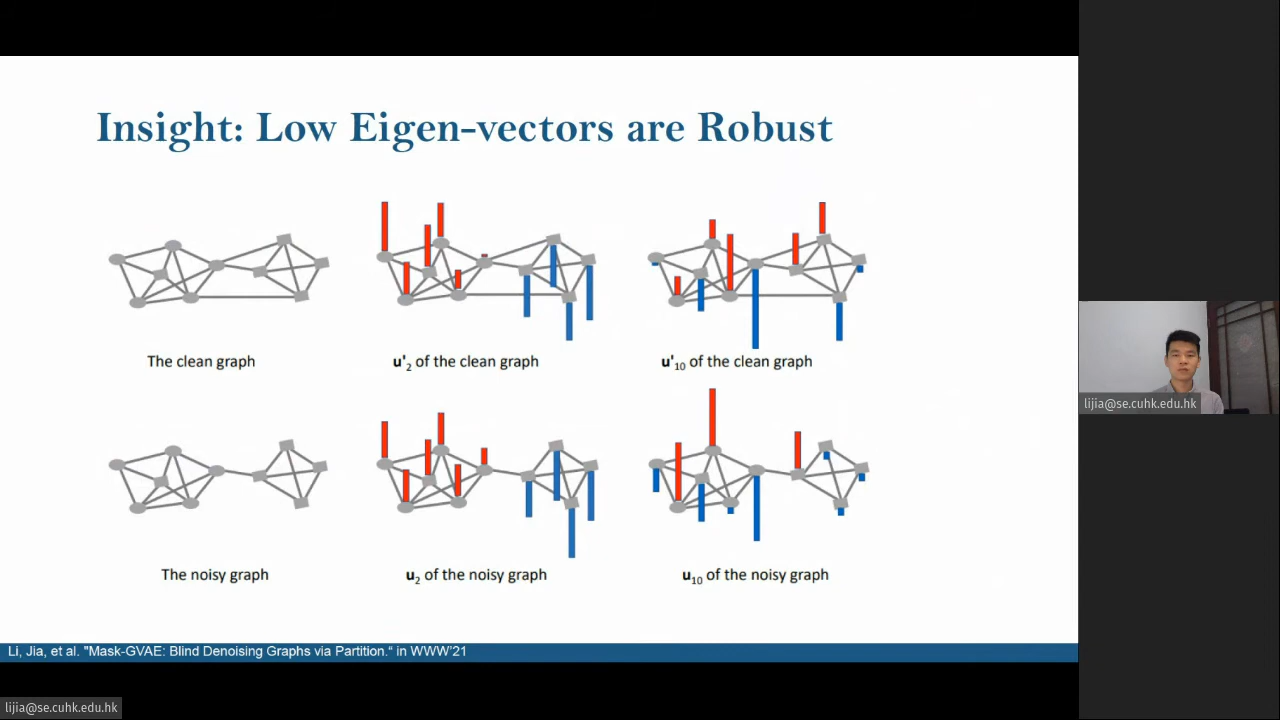 Insight: Low Eigen-vectors are Robust
The clean graph
u'2 of the clean graph
u'10 of the clean graph
The noisy graph
u2 of the noisy graph
u10 of the noisy graph
Li, Jia, et al. "Mask-GVAE: Blind Denoising Graphs via Partition.“ in WWW’21
lijia@se.cuhk.edu.hk
lijia@se.cuhk.edu.hk